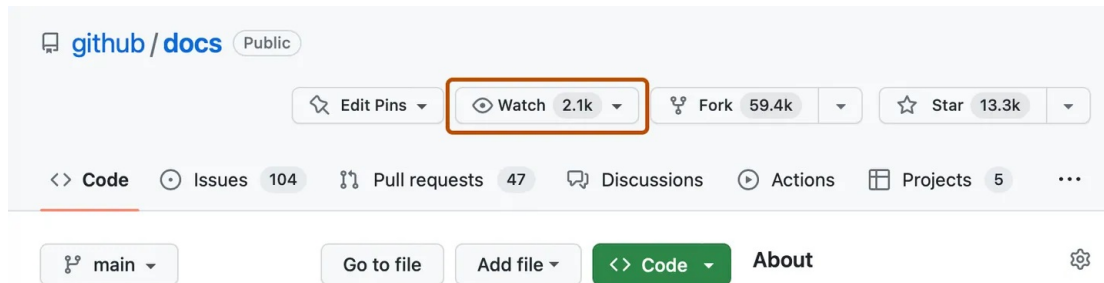 github / docs Public
Edit Pins Watch 2.1k Fork 59.4k Star 13.3k
Code Issues 104 Pull requests 47 Discussions Actions Projects 5 ...
main Go to file Add file Code About